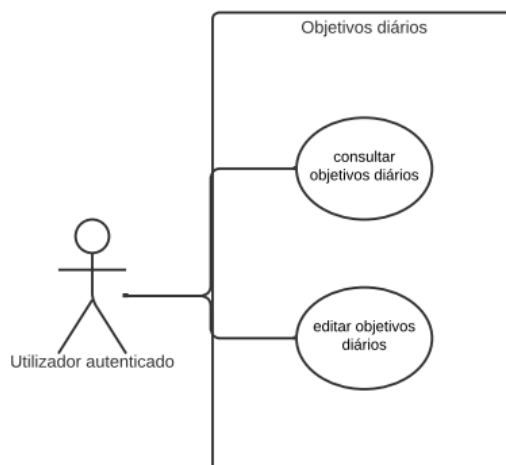 Objetivos diários
consultar
objetivos diários
editar objetivos
diários
Utilizador autenticado